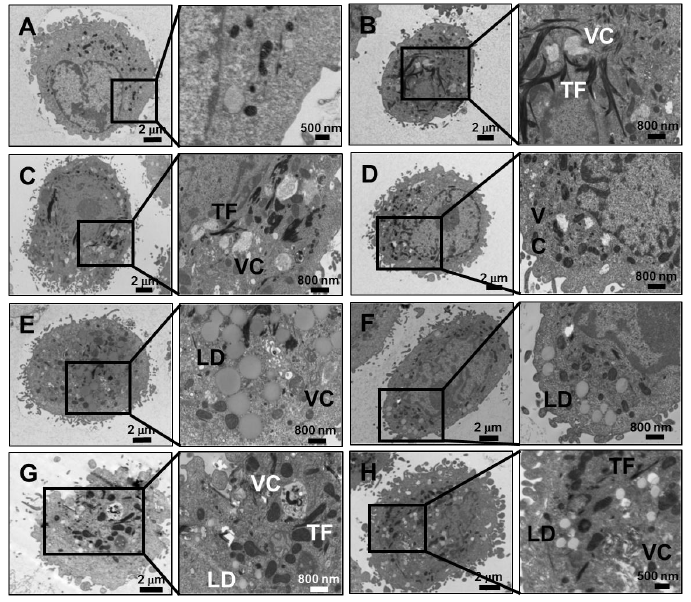 A
2 µm
500 nm
B
2 µm
VC
TF
800 nm
C
2 µm
TF
VC
800 nm
D
2 µm
V
C
800 nm
E
2 µm
LD
VC
800 nm
F
2 µm
LD
800 nm
G
2 µm
VC
TF
LD
800 nm
H
2 µm
TF
LD
VC
500 nm